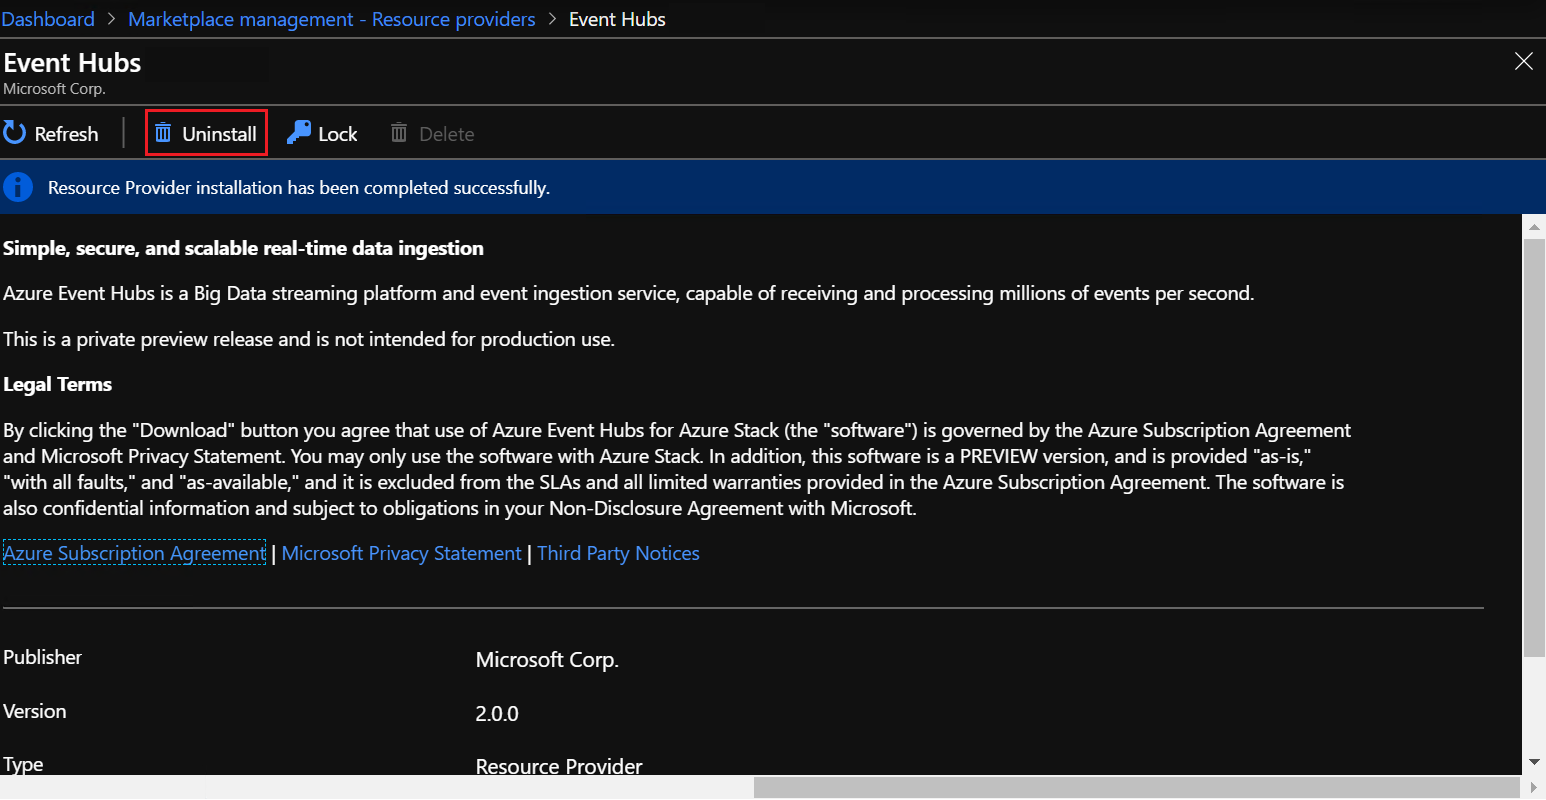 Dashboard > Marketplace management - Resource providers > Event Hubs
Event Hubs
Microsoft Corp.
Refresh | Uninstall Lock Delete
Resource Provider installation has been completed successfully.
Simple, secure, and scalable real-time data ingestion
Azure Event Hubs is a Big Data streaming platform and event ingestion service, capable of receiving and processing millions of events per second.
This is a private preview release and is not intended for production use.
Legal Terms
By clicking the "Download" button you agree that use of Azure Event Hubs for Azure Stack (the "software") is governed by the Azure Subscription Agreement
and Microsoft Privacy Statement. You may only use the software with Azure Stack. In addition, this software is a PREVIEW version, and is provided "as-is,"
"with all faults," and "as-available," and it is excluded from the SLAs and all limited warranties provided in the Azure Subscription Agreement. The software is
also confidential information and subject to obligations in your Non-Disclosure Agreement with Microsoft.
Azure Subscription Agreement | Microsoft Privacy Statement | Third Party Notices
Publisher Microsoft Corp.
Version 2.0.0
Type Resource Provider